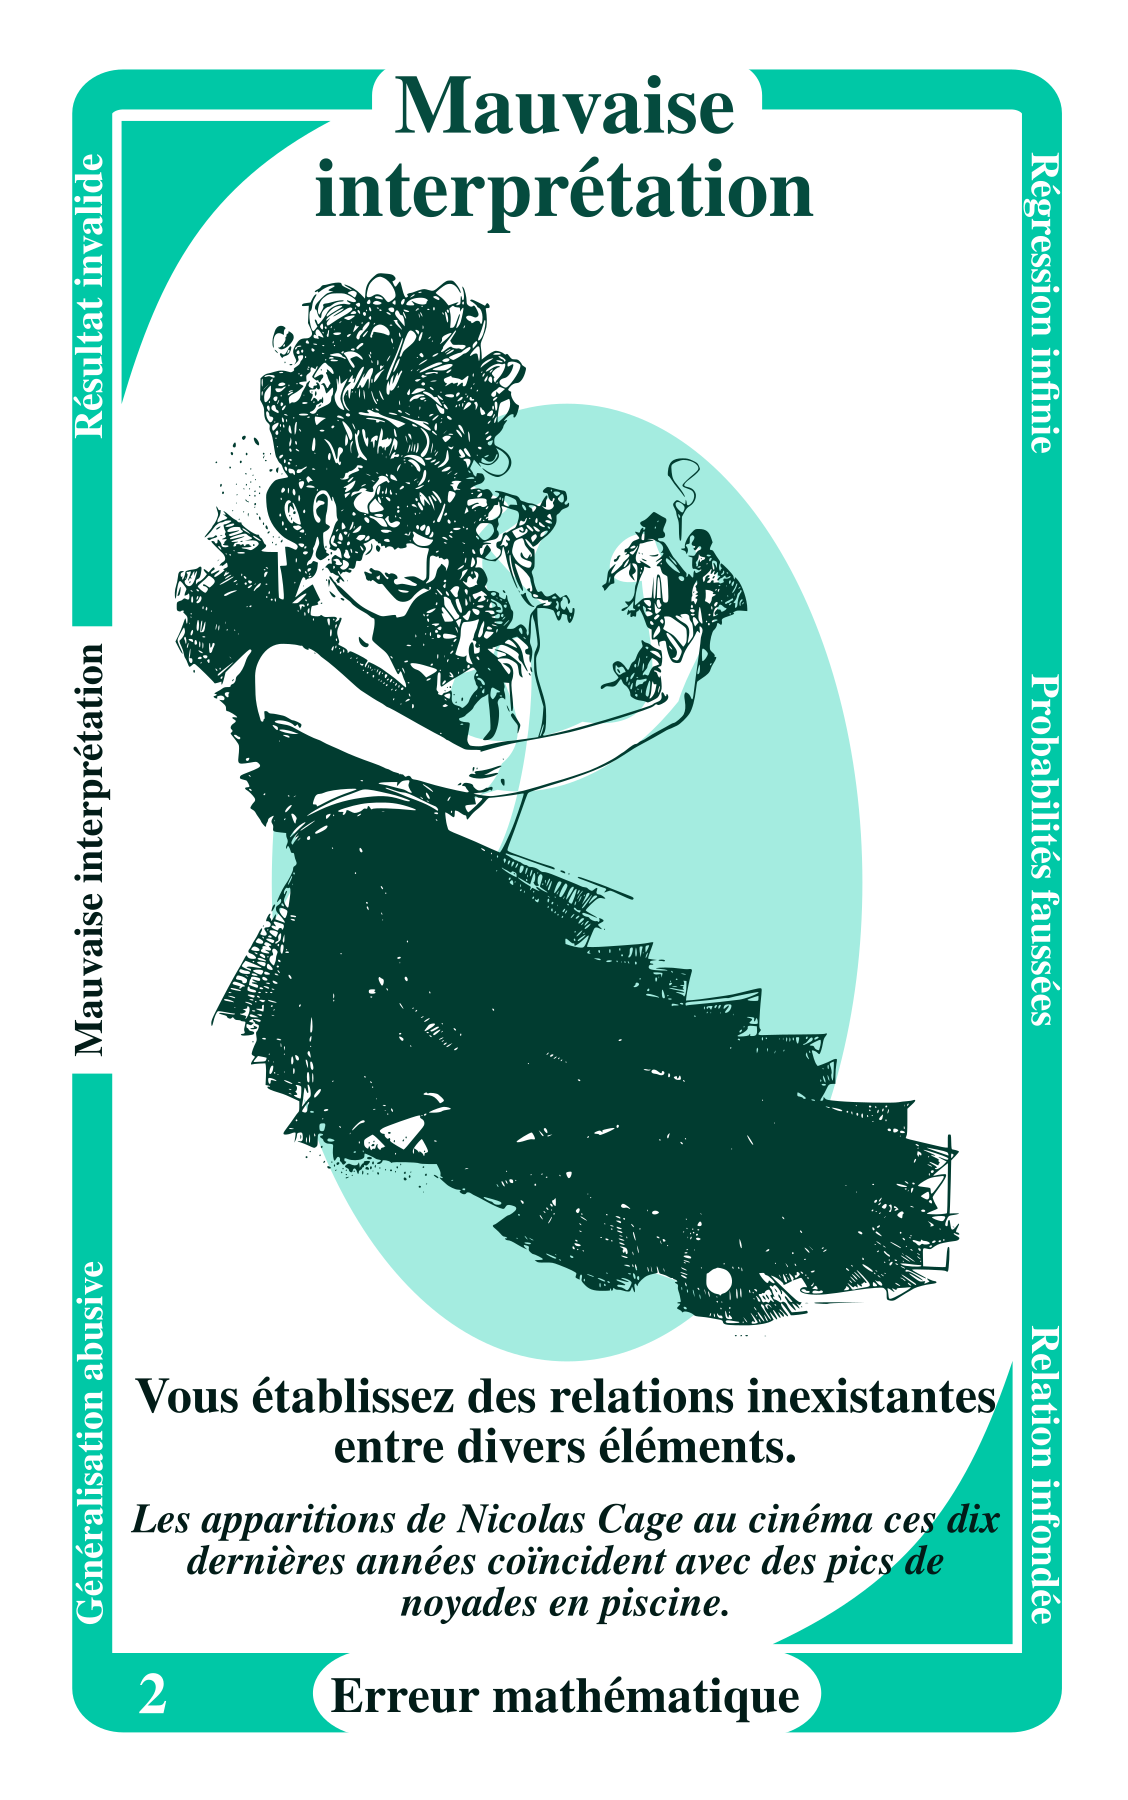 Mauvaise
interprétation
Résultat invalide
Mauvaise interprétation
Généralisation abusive
Régression infinie
Probabilités faussées
Relation infondée
Vous établissez des relations inexistantes
entre divers éléments.
Les apparitions de Nicolas Cage au cinéma ces dix
dernières années coïncident avec des pics de
noyades en piscine.
2
Erreur mathématique